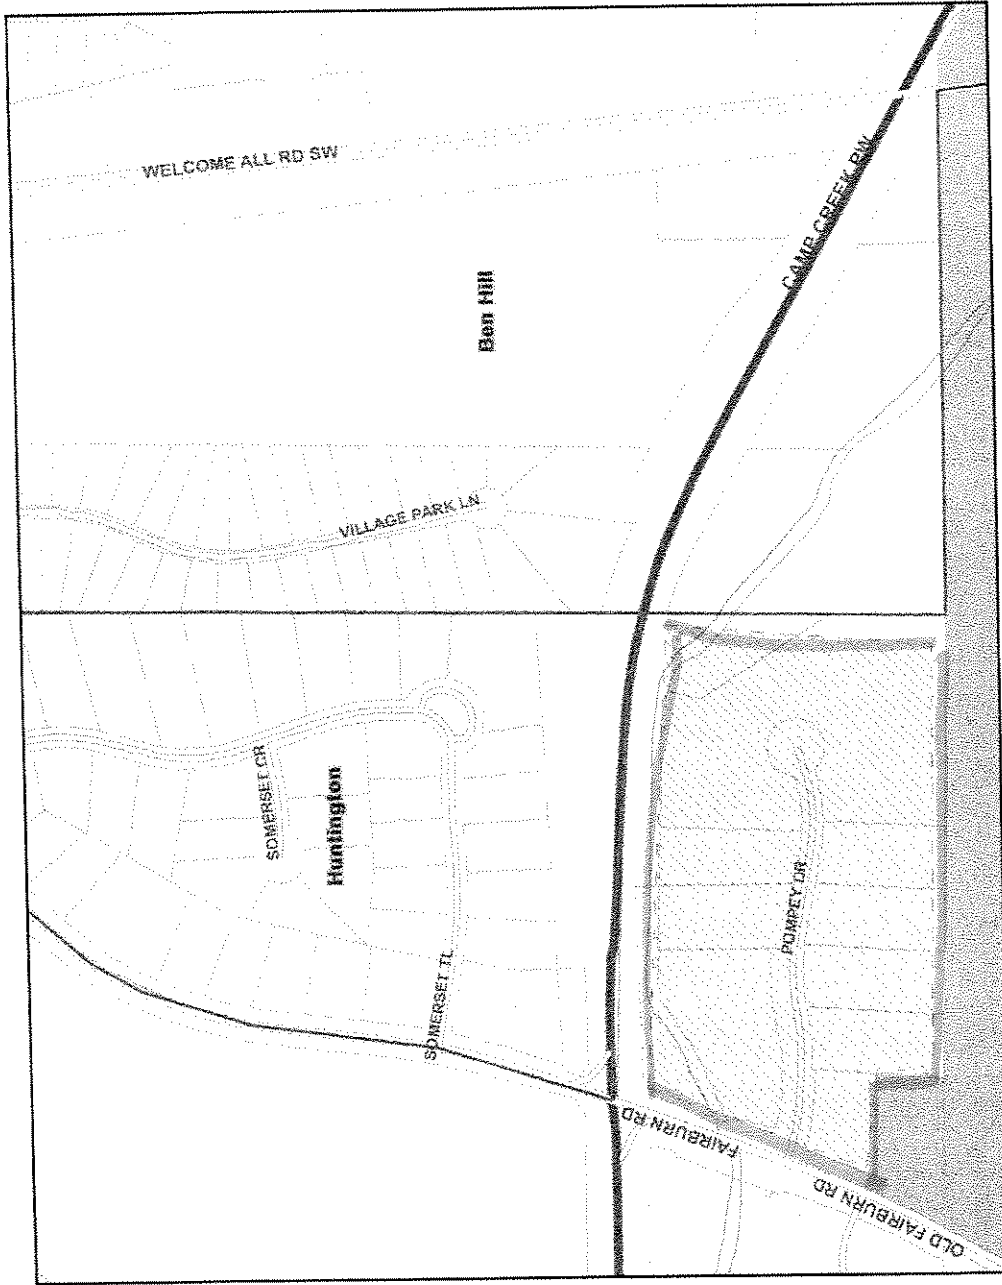 WELCOME ALL RD SW
CAMP CREEK PW
Ben Hill
VILLAGE PARK LN
SOMERSET CR
Huntington
SOMERSET TL
POMPEY DR
FAIRBURN RD
OLD FAIRBURN RD